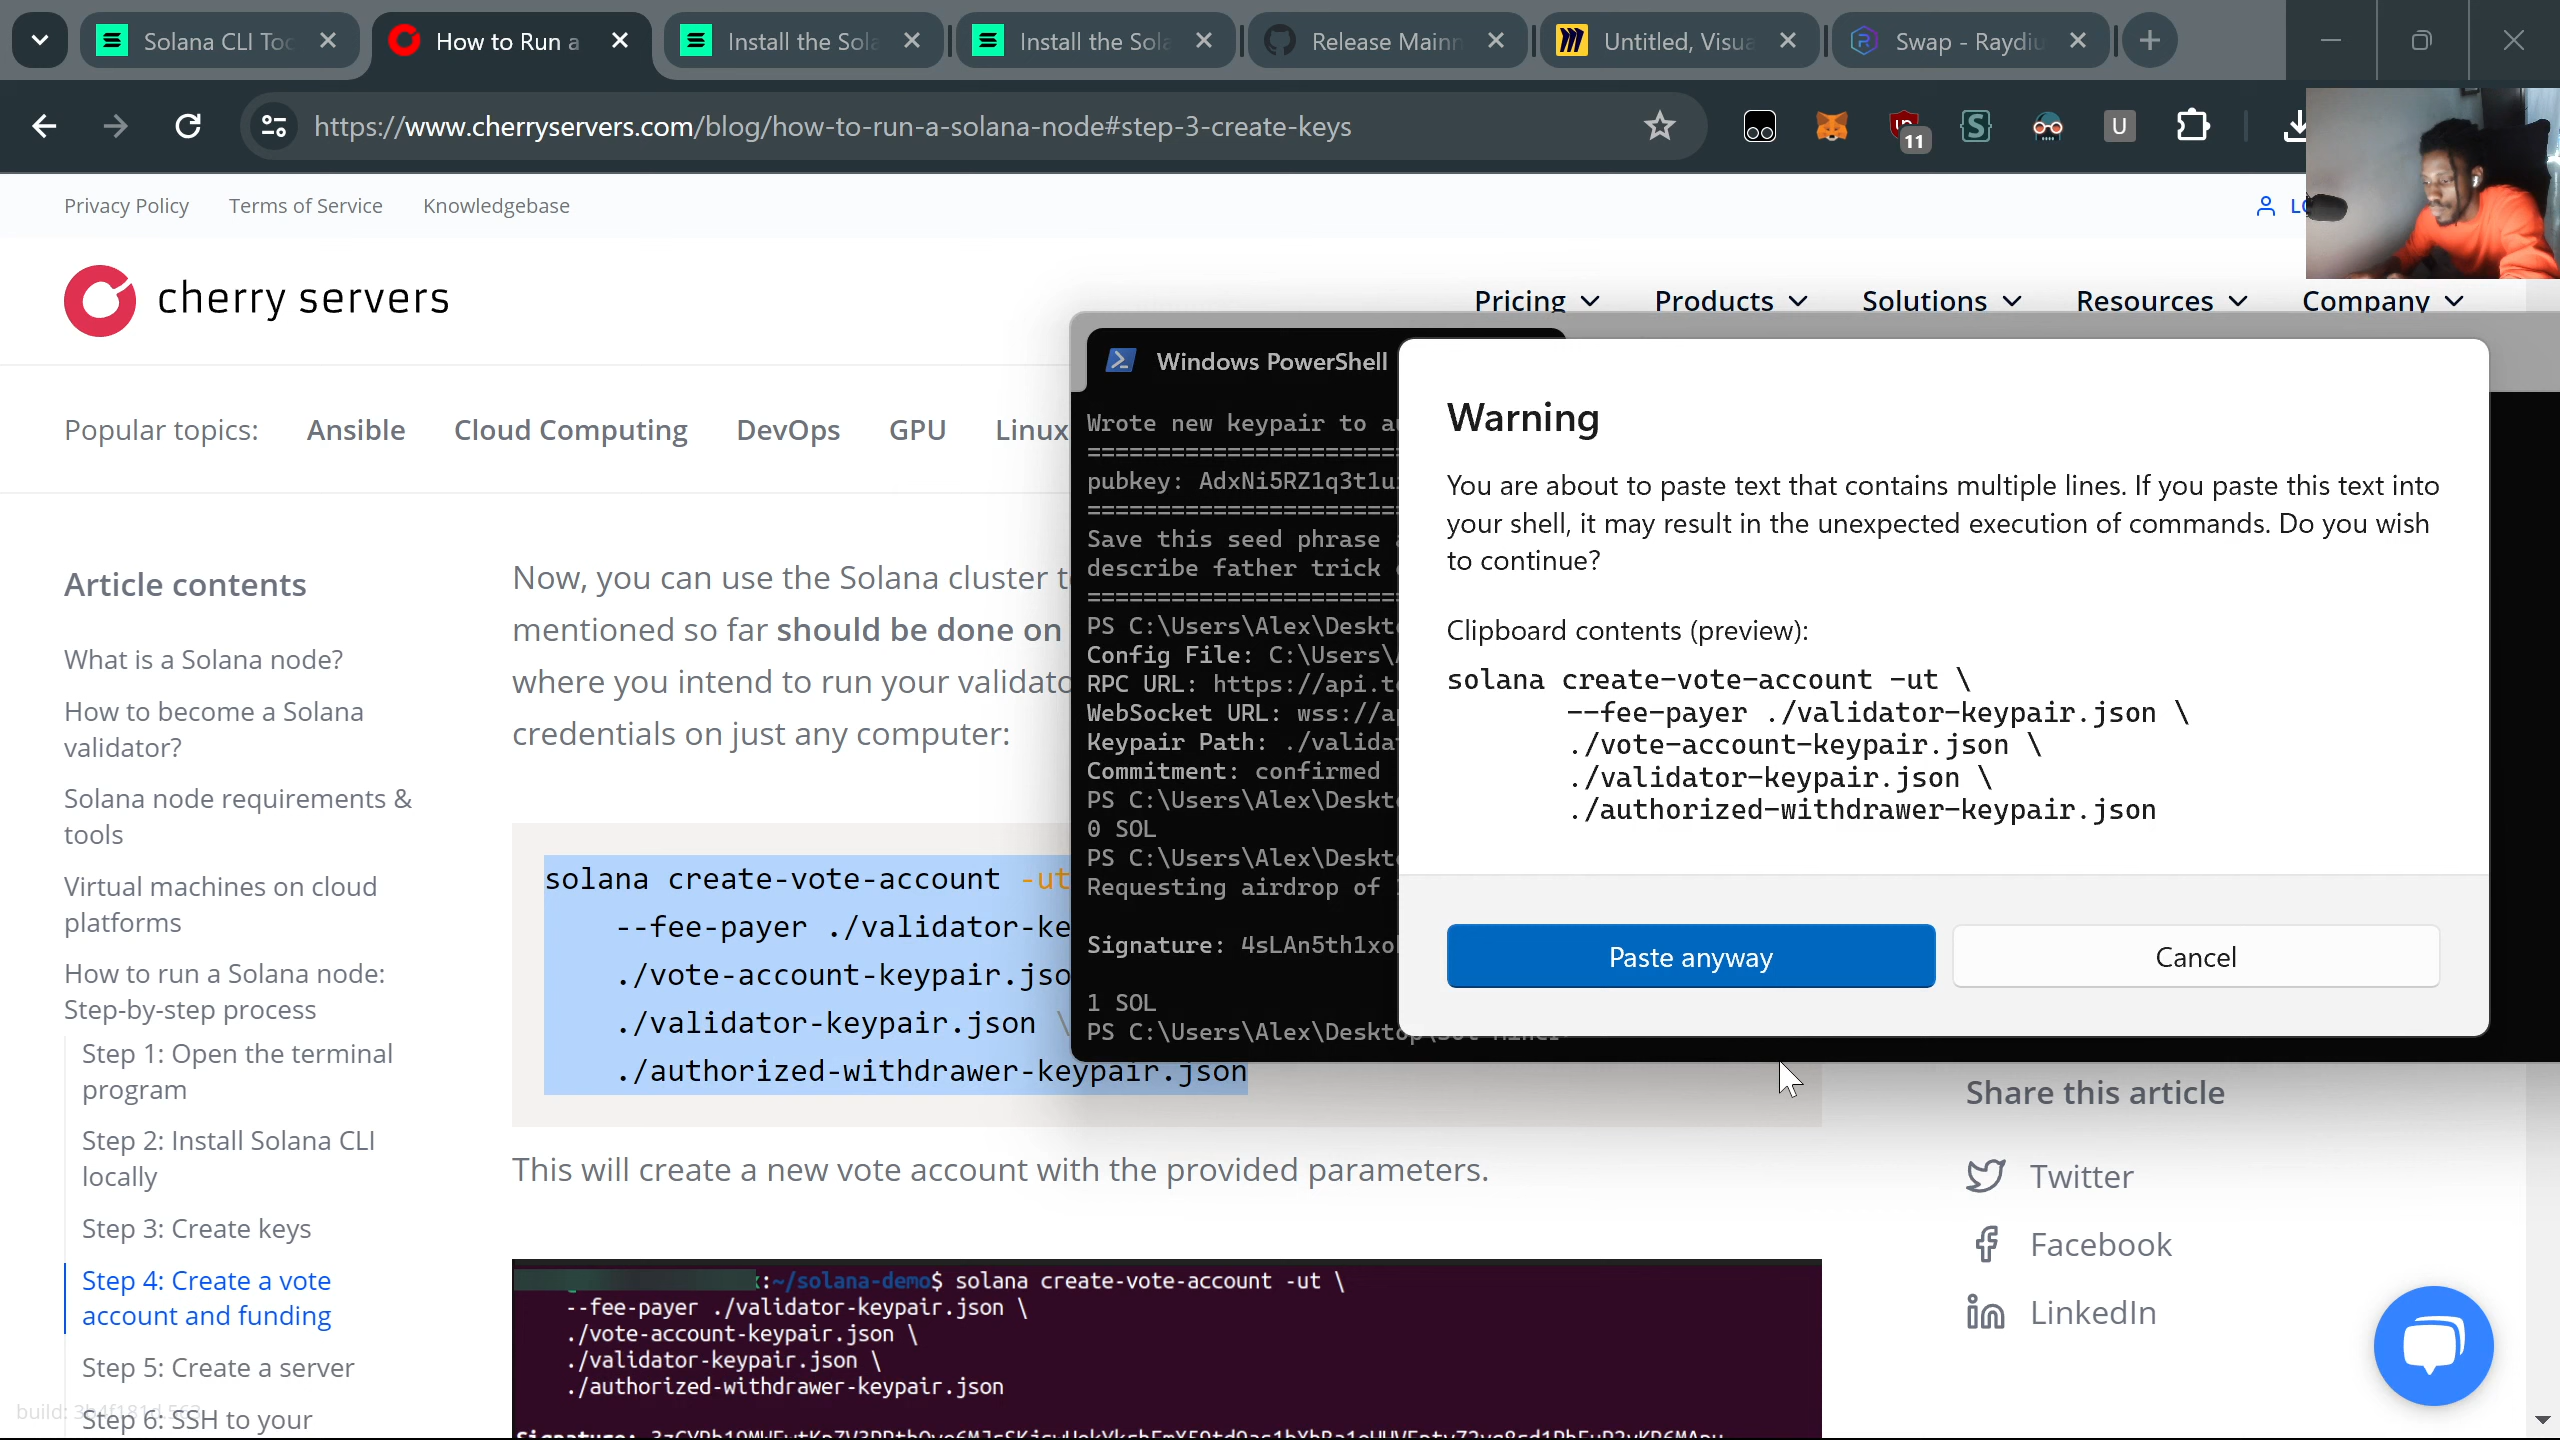 Solana CLI Too
How to Run a
Install the Sola
Install the Sola
Release Mainn
Untitled, Visua
Swap - Raydiu
https://www.cherryservers.com/blog/how-to-run-a-solana-node#step-3-create-keys
11
U
Privacy Policy
Terms of Service
Knowledgebase
cherry servers
Pricing
Products
Solutions
Resources
Company
Popular topics:
Ansible
Cloud Computing
DevOps
GPU
Linux
Article contents
What is a Solana node?
How to become a Solana
validator?
Solana node requirements &
tools
Virtual machines on cloud
platforms
How to run a Solana node:
Step-by-step process
Step 1: Open the terminal
program
Step 2: Install Solana CLI
locally
Step 3: Create keys
Step 4: Create a vote
account and funding
Step 5: Create a server
Step 6: SSH to your
Now, you can use the Solana cluster
mentioned so far should be done on
where you intend to run your
credentials on just any computer:
solana create-vote-account -ut
--fee-payer ./validator-ke
./vote-account-keypair.jso
./validator-keypair.json \
./authorized-withdrawer-keypair.json
This will create a new vote account with the provided parameters.
:~/solana-demo$ solana create-vote-account -ut \
--fee-payer ./validator-keypair.json \
./vote-account-keypair.json \
./validator-keypair.json \
./authorized-withdrawer-keypair.json
Windows PowerShell
Wrote new keypair to
pubkey: AdxNi5RZ1q3t1u
Save this seed phrase
describe father trick
PS C:\Users\Alex\Deskt
Config File: C:\Users\
RPC URL: https://api.t
WebSocket URL: wss://a
Keypair Path: ./valida
Commitment: confirmed
PS C:\Users\Alex\Deskt
0 SOL
PS C:\Users\Alex\Deskt
Requesting airdrop of
Signature: 4sLAn5th1xo
1 SOL
PS C:\Users\Alex\Desktop\Sol Miner
Warning
You are about to paste text that contains multiple lines. If you paste this text into
your shell, it may result in the unexpected execution of commands. Do you wish
to continue?
Clipboard contents (preview):
solana create-vote-account -ut \
--fee-payer ./validator-keypair.json \
./vote-account-keypair.json \
./validator-keypair.json \
./authorized-withdrawer-keypair.json
Paste anyway
Cancel
Share this article
Twitter
Facebook
LinkedIn